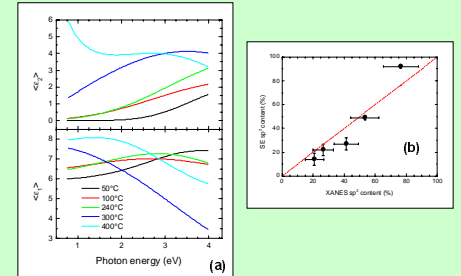 6
5
4
3
2
1
0
<ε2>
8
7
6
5
4
3
<ε1>
50°C
100°C
240°C
300°C
400°C
0 1 2 3 4
Photon energy (eV)
(a)
100
80
60
40
20
0
SE sp² content (%)
0 20 40 60 80 100
XANES sp² content (%)
(b)